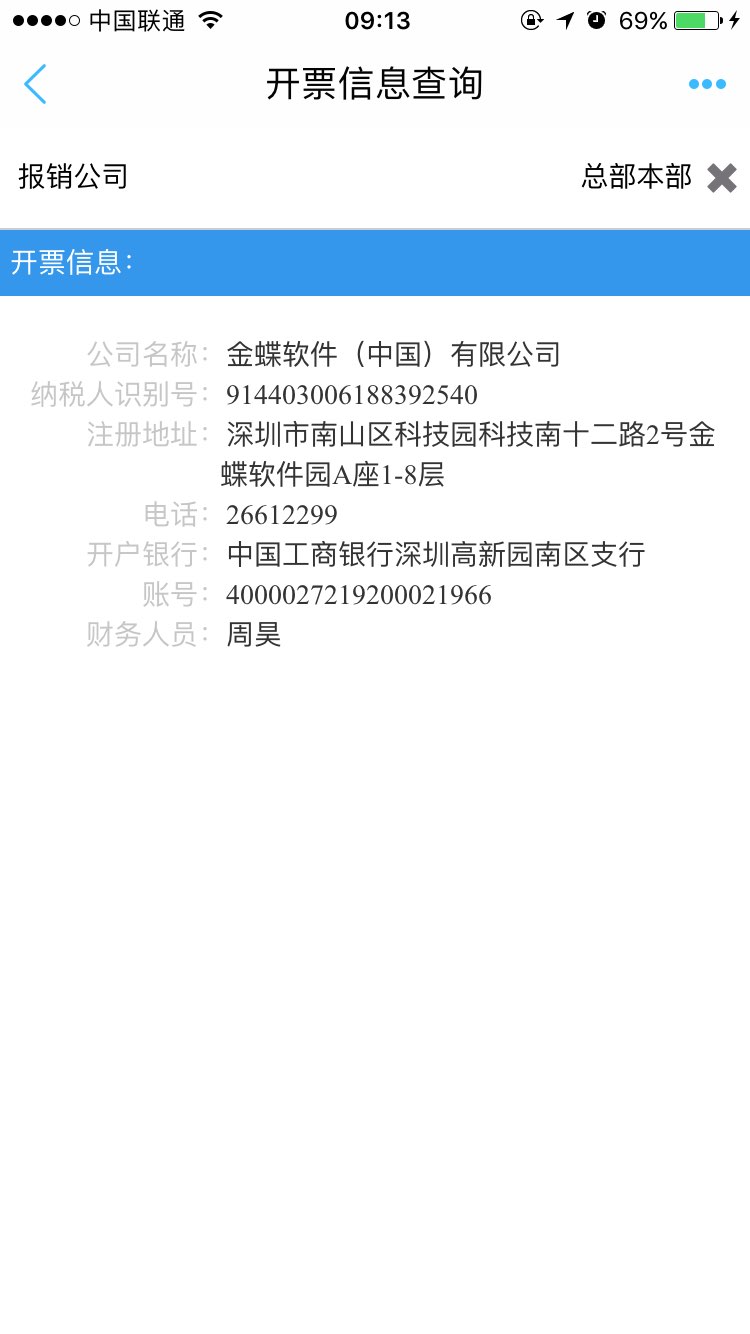 中国联通 09:13 69%
开票信息查询
报销公司 总部本部
开票信息：
公司名称： 金蝶软件（中国）有限公司
纳税人识别号： 914403006188392540
注册地址： 深圳市南山区科技园科技南十二路2号金
蝶软件园A座1-8层
电话： 26612299
开户银行： 中国工商银行深圳高新园南区支行
账号： 4000027219200021966
财务人员： 周昊